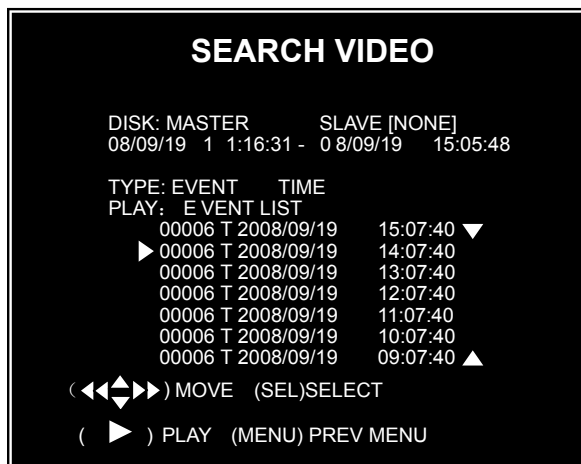 SEARCH VIDEO
DISK: MASTER SLAVE [NONE]
08/09/19 1 1:16:31 - 0 8/09/19 15:05:48
TYPE: EVENT TIME
PLAY: E VENT LIST
00006 T 2008/09/19 15:07:40 ▼
▶ 00006 T 2008/09/19 14:07:40
00006 T 2008/09/19 13:07:40
00006 T 2008/09/19 12:07:40
00006 T 2008/09/19 11:07:40
00006 T 2008/09/19 10:07:40
00006 T 2008/09/19 09:07:40 ▲
(◀◀▲▼▶▶) MOVE (SEL)SELECT
( ▶ ) PLAY (MENU) PREV MENU